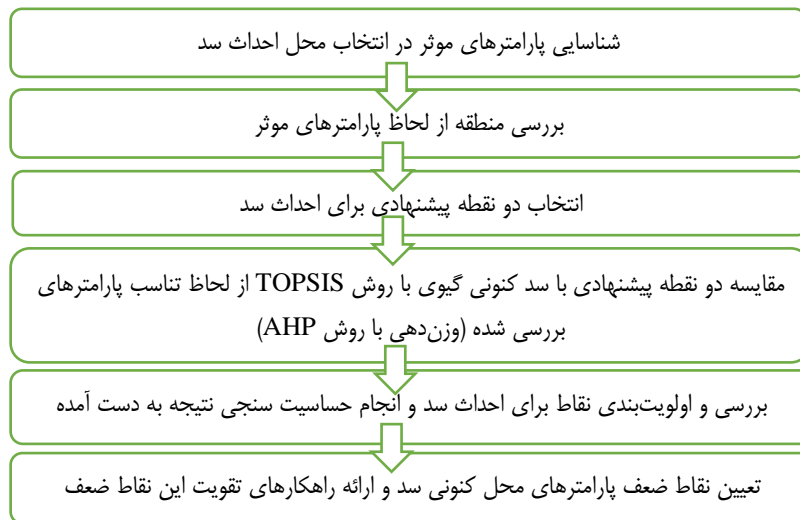 شناسایی پارامترهای موثر در انتخاب محل احداث سد
بررسی منطقه از لحاظ پارامترهای موثر
انتخاب دو نقطه پیشنهادی برای احداث سد
مقایسه دو نقطه پیشنهادی با سد کنونی گیوی با روش TOPSIS از لحاظ تناسب پارامترهای
بررسی شده (وزن‌دهی با روش AHP)
بررسی و اولویت‌بندی نقاط برای احداث سد و انجام حساسیت سنجی نتیجه به دست آمده
تعیین نقاط ضعف پارامترهای محل کنونی سد و ارائه راهکارهای تقویت این نقاط ضعف